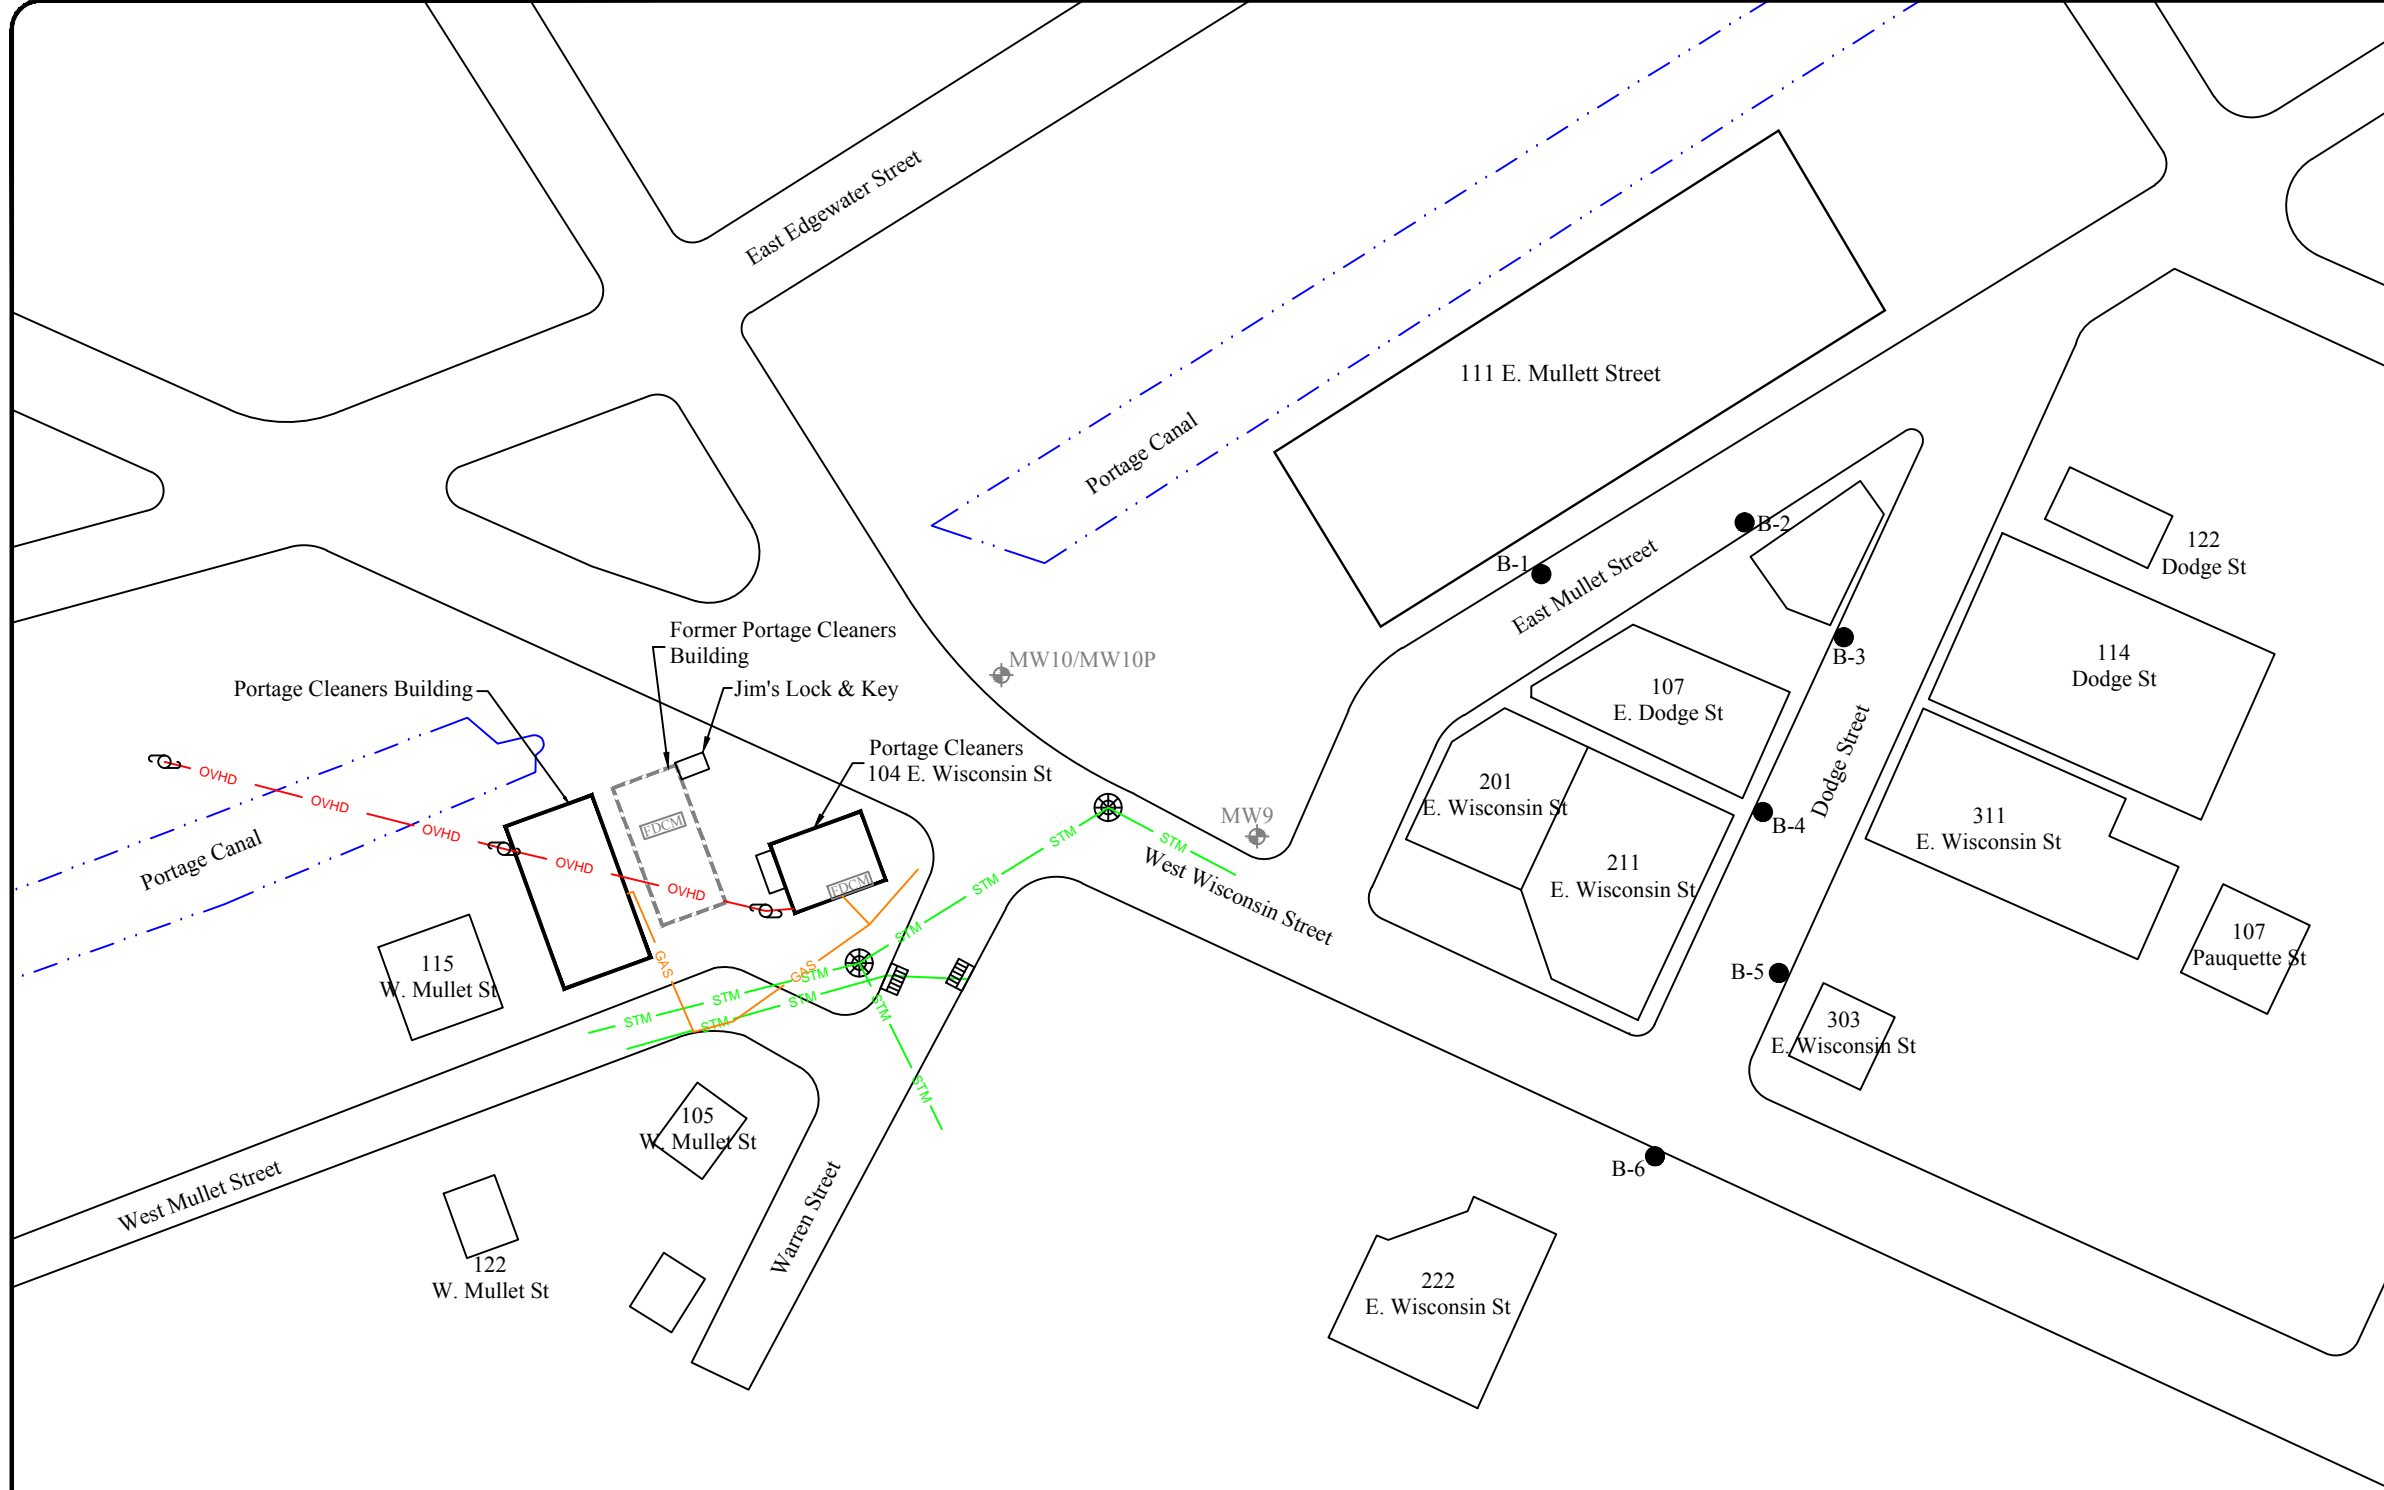 East Edgewater Street
111 E. Mullett Street
Portage Canal
B-2
B-1
East Mullet Street
122
Dodge St
Former Portage Cleaners
Building
MW10/MW10P
B-3
114
Dodge St
Portage Cleaners Building
Jim's Lock & Key
107
E. Dodge St
Dodge Street
Portage Cleaners
104 E. Wisconsin St
OVHD
OVHD
OVHD
OVHD
OVHD
FDCM
FDCM
MW9
201
E. Wisconsin St
B-4
311
E. Wisconsin St
STM
STM
STM
STM
West Wisconsin Street
211
E. Wisconsin St
Portage Canal
115
W. Mullet St
GAS
GAS
STM
STM
STM
STM
STM
STM
STM
107
Pauquette St
B-5
303
E. Wisconsin St
105
W. Mullet St
B-6
West Mullet Street
Warren Street
122
W. Mullet St
222
E. Wisconsin St